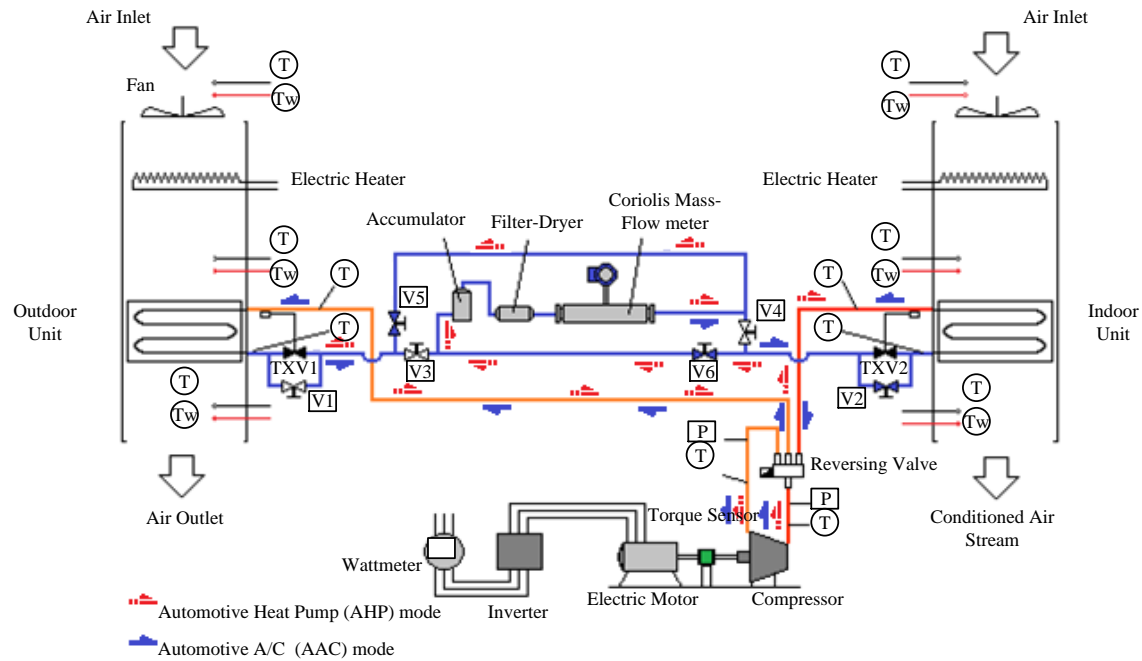 Air Inlet
Air Inlet
T
T
Fan
Tw
Tw
Electric Heater
Electric Heater
Coriolis Mass-
Flow meter
Accumulator
Filter-Dryer
T
T
Tw
T
T
Tw
V5
V4
Outdoor
Unit
Indoor
Unit
T
T
TXV1
V3
V6
TXV2
T
Tw
V1
V2
T
Tw
P
T
Reversing Valve
P
T
Air Outlet
Torque Sensor
Conditioned Air
Stream
Wattmeter
Inverter
Electric Motor
Compressor
Automotive Heat Pump (AHP) mode
Automotive A/C (AAC) mode